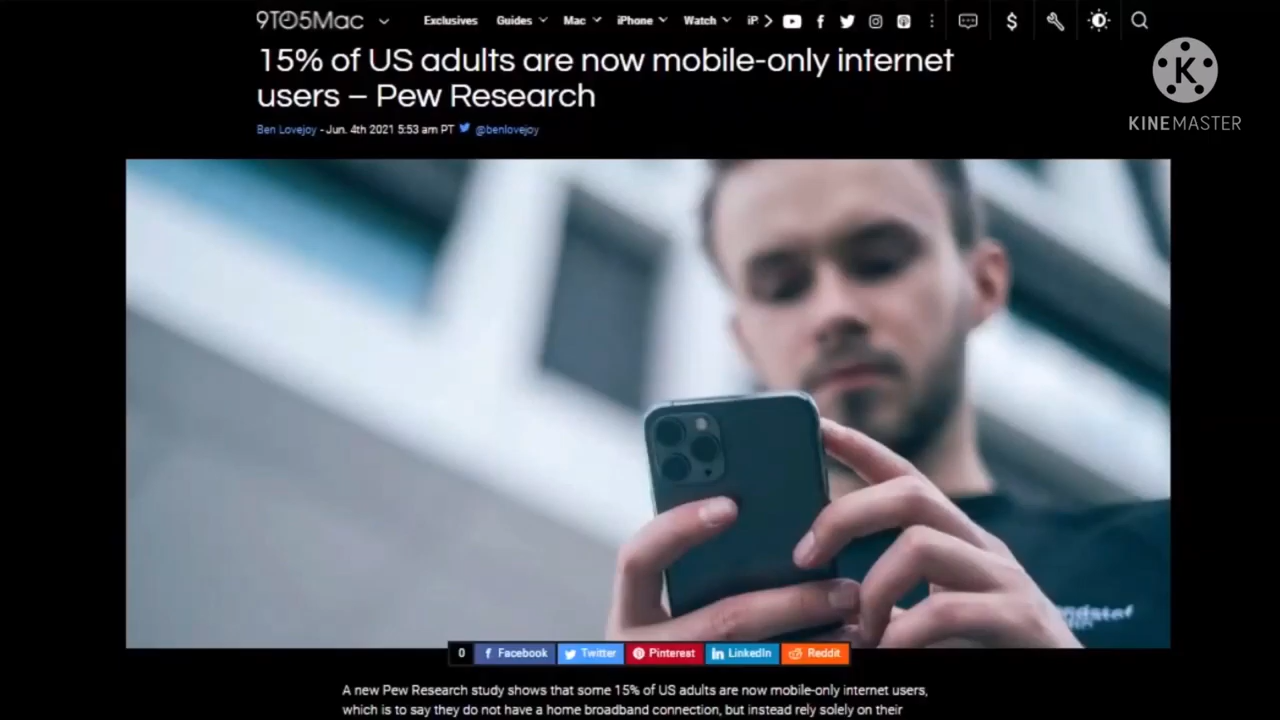 9TO5Mac Exclusives Guides Mac iPhone Watch iP
15% of US adults are now mobile-only internet
users – Pew Research
Ben Lovejoy - Jun. 4th 2021 5:53 am PT @benlovejoy
K
KINEMASTER
0 Facebook Twitter Pinterest LinkedIn Reddit
A new Pew Research study shows that some 15% of US adults are now mobile-only internet users,
which is to say they do not have a home broadband connection, but instead rely solely on their